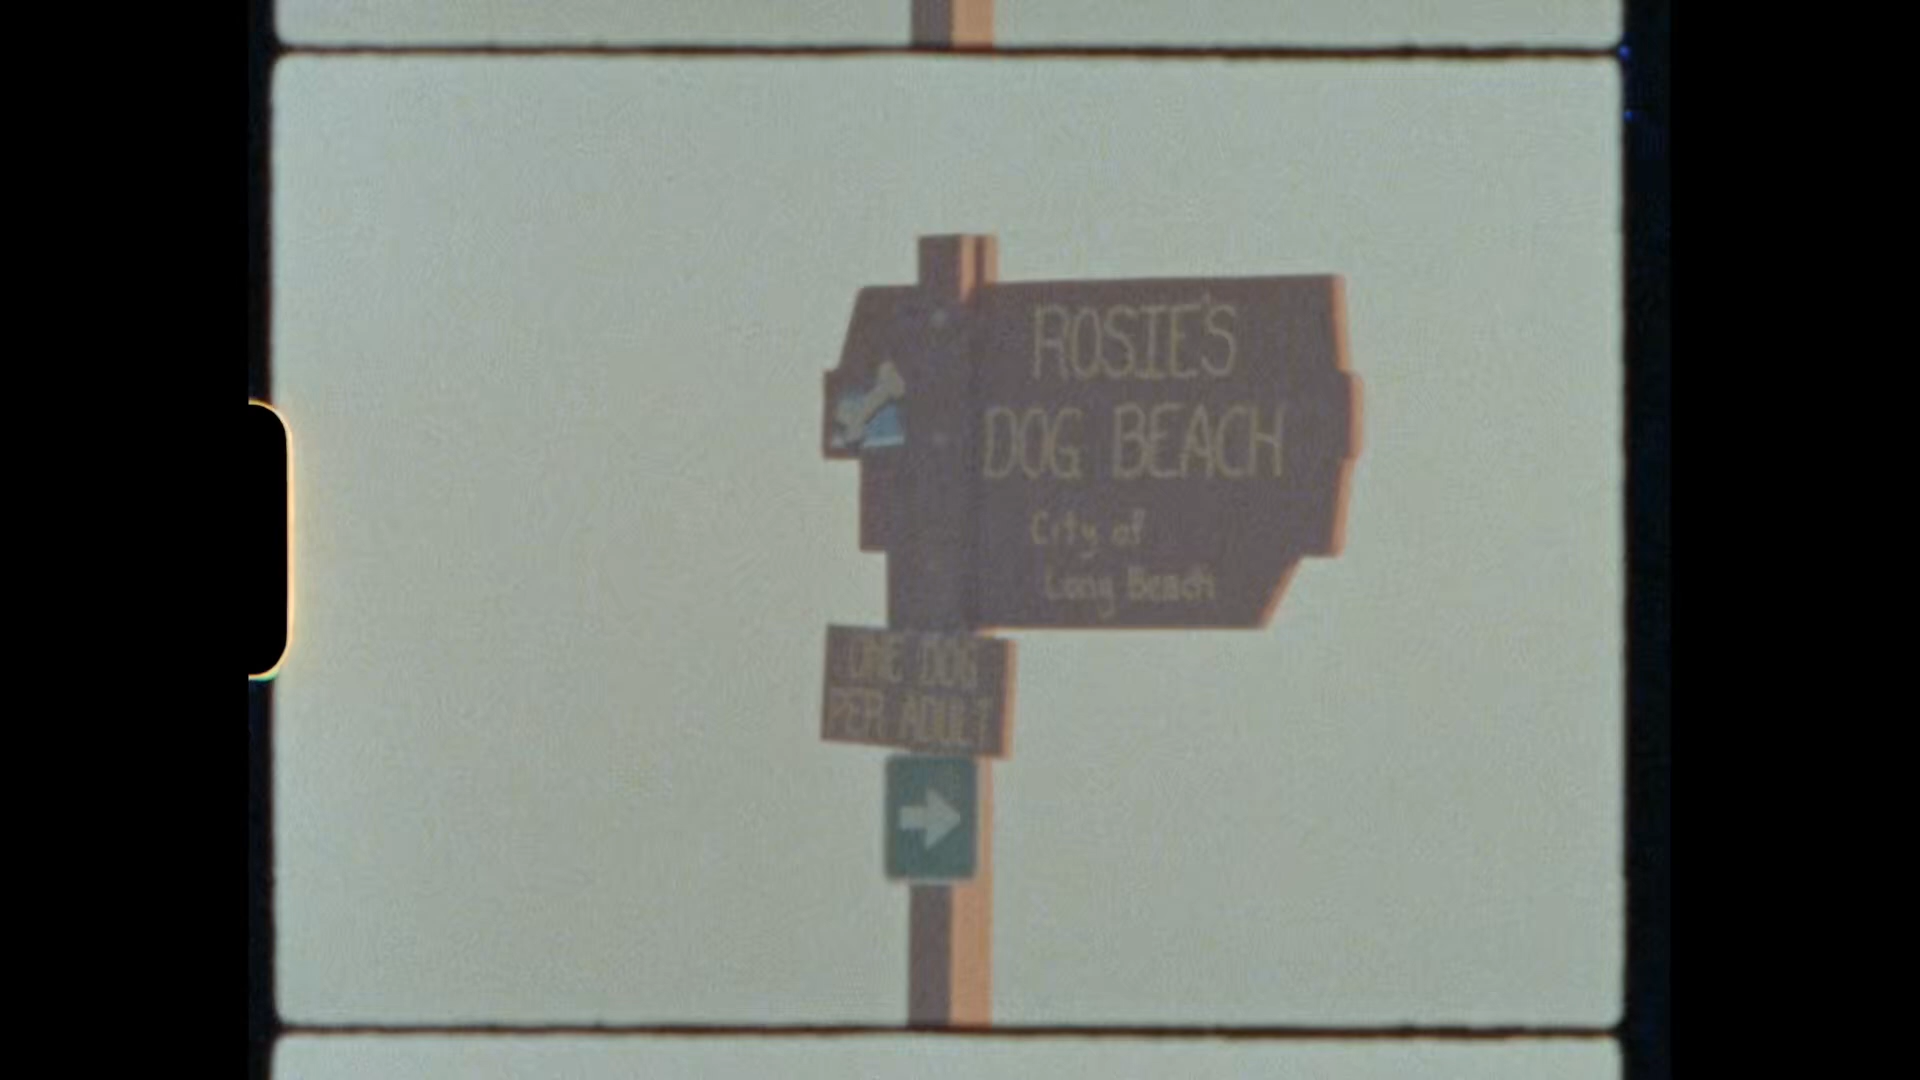 ROSIE'S
DOG BEACH
City of
Long Beach
ONE DOG
PER ADULT